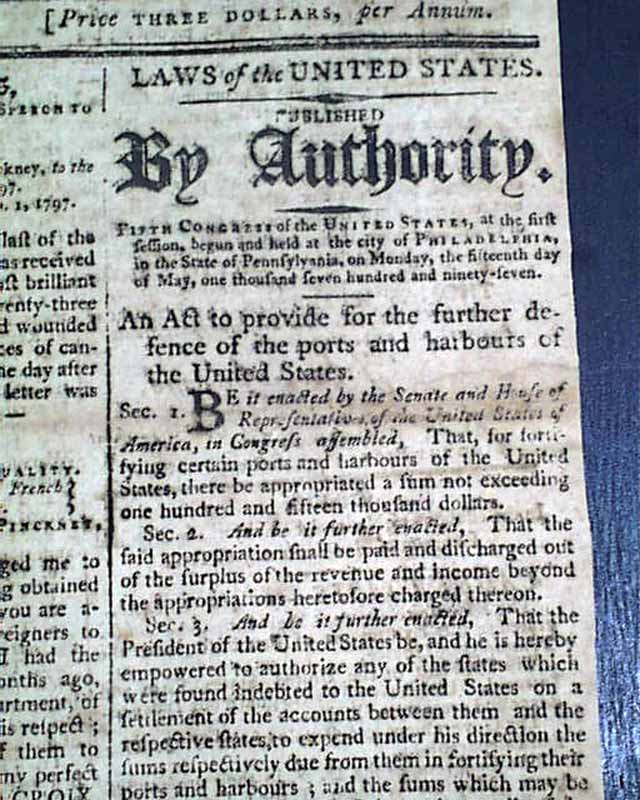 [Price THREE DOLLARS, per Annum.
SPEECH TO
ckney, to the
97.
1, 1797.
last of the
as received
brilliant
venty-three
d wounded
ces of can-
ne day after
letter was
UALITY.
French
PINCKNEY,
ged me to
g obtained
you are a-
reigners to
I had the
onths ago,
artment, of
is respect ;
f them to
my perfect
CROIX
LAWS of the UNITED STATES.
PUBLISHED
By Authority.
FIFTH CONGRESS of the UNITED STATES, at the first
session, begun and held at the city of PHILADELPHIA,
in the State of Pennsylvania, on Monday, the fifteenth day
of May, one thousand seven hundred and ninety-seven.
An Act to provide for the further de-
fence of the ports and harbours of
the United States.
Sec. 1. BE it enacted by the Senate and House of
Representatives of the United States of
America, in Congress assembled, That, for forti-
fying certain ports and harbours of the United
States, there be appropriated a sum not exceeding
one hundred and fifteen thousand dollars.
Sec. 2. And be it further enacted, That the
said appropriation shall be paid and discharged out
of the surplus of the revenue and income beyond
the appropriations heretofore charged thereon.
Sec. 3. And be it further enacted, That the
President of the United States be, and he is hereby
empowered to authorize any of the states which
were found indebted to the United States on a
settlement of the accounts between them and the
respective states, to expend under his direction the
sums respectively due from them in fortifying their
ports and harbours ; and the sums which may be